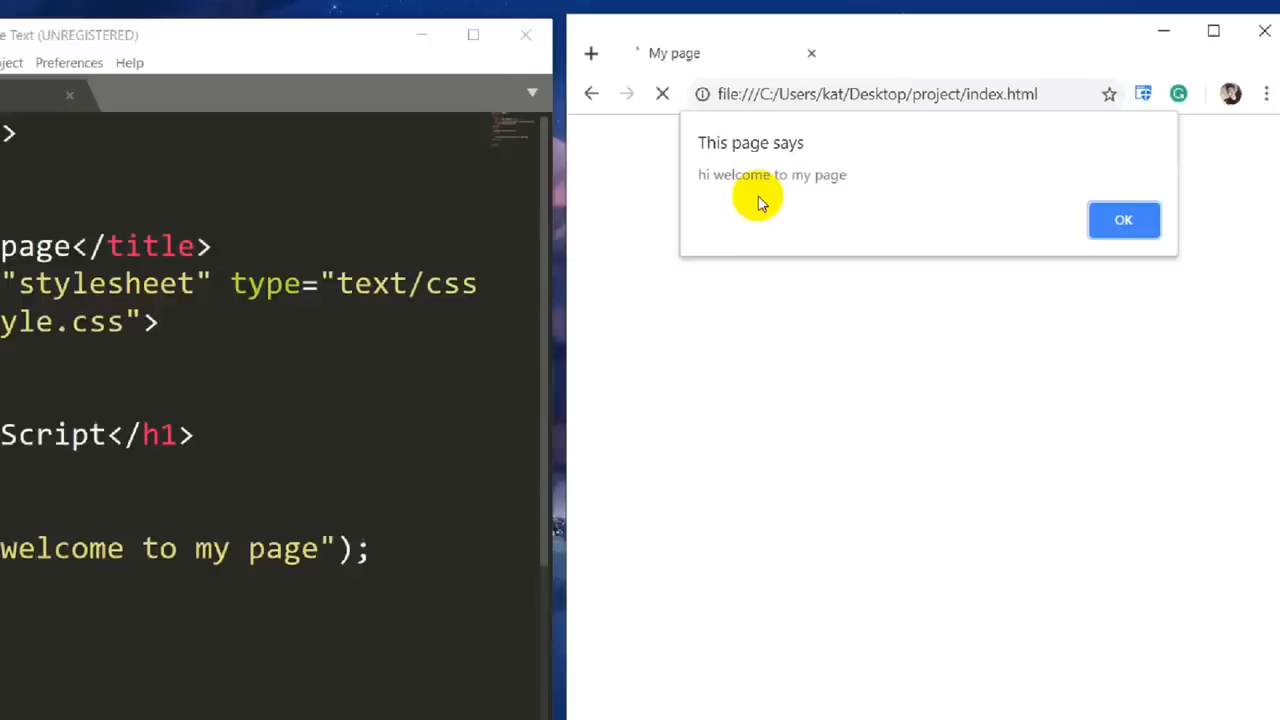 e Text (UNREGISTERED)
ject Preferences Help
>
page</title>
"stylesheet" type="text/css
yle.css">
Script</h1>
welcome to my page");
My page
file:///C:/Users/kat/Desktop/project/index.html
This page says
hi welcome to my page
OK